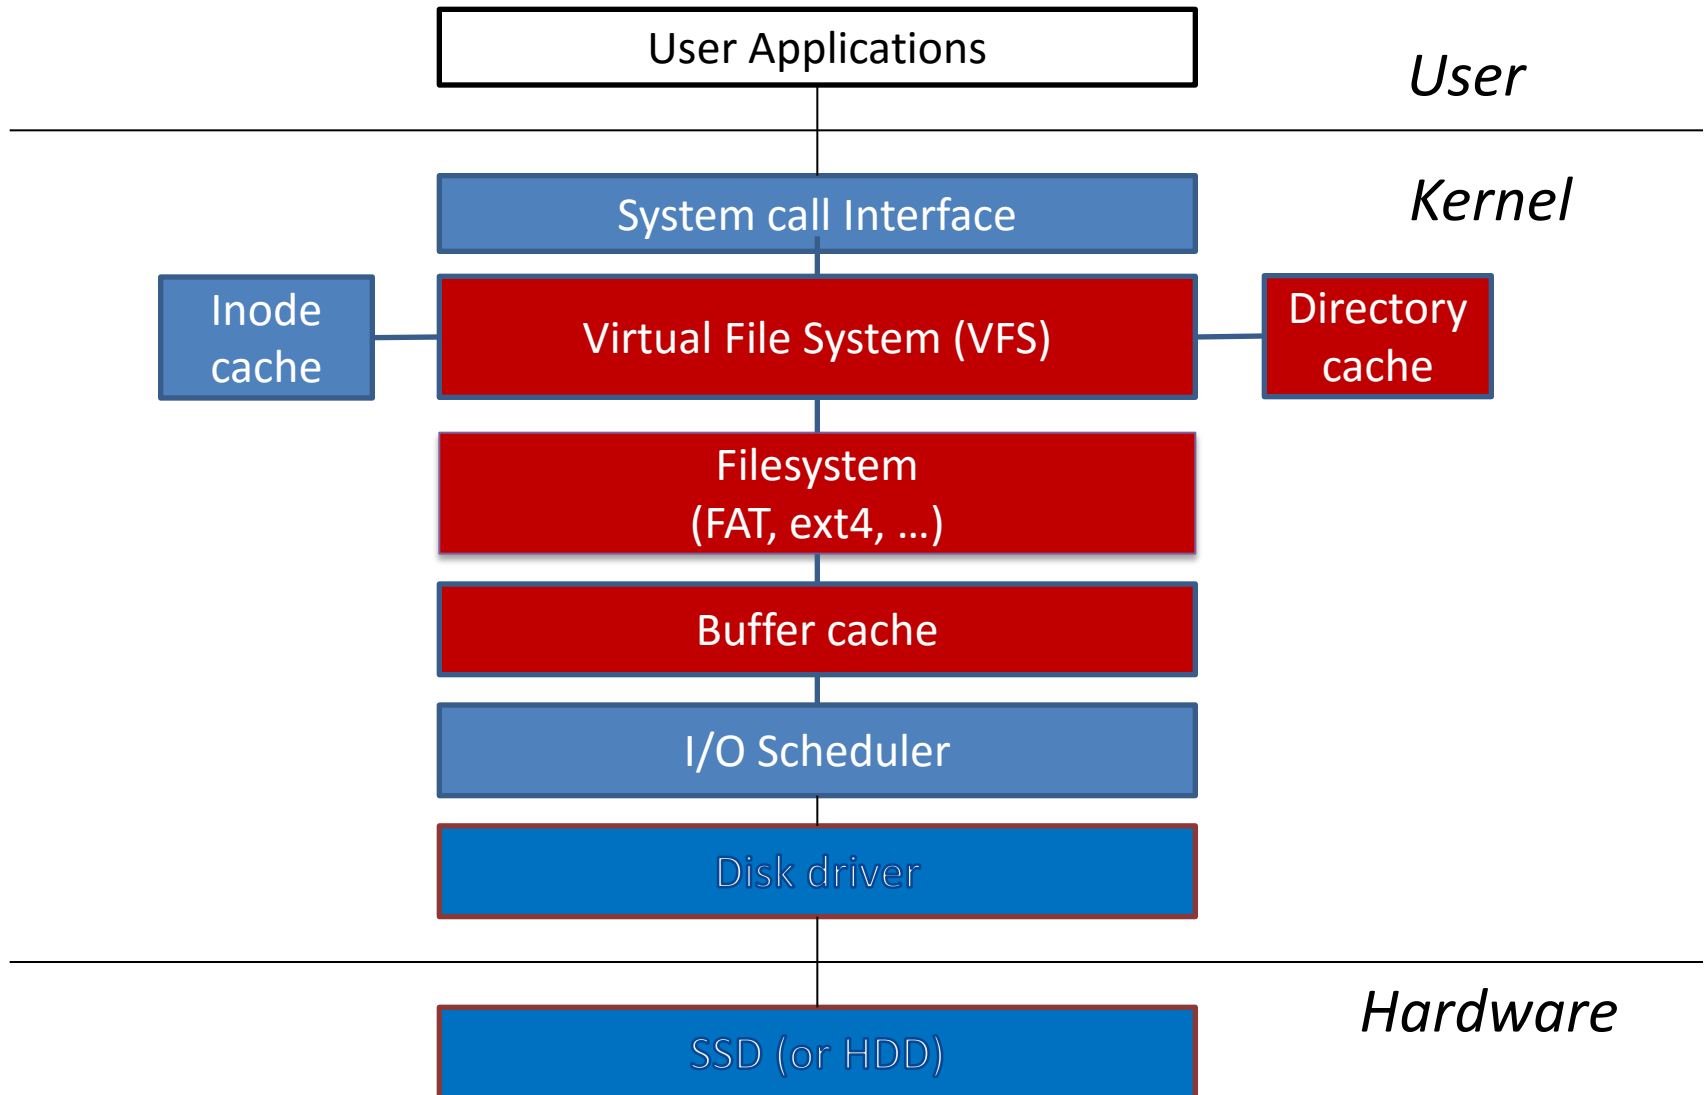 User Applications
User
System call Interface
Kernel
Inode
cache
Virtual File System (VFS)
Directory
cache
Filesystem
(FAT, ext4, …)
Buffer cache
I/O Scheduler
Disk driver
Hardware
SSD (or HDD)